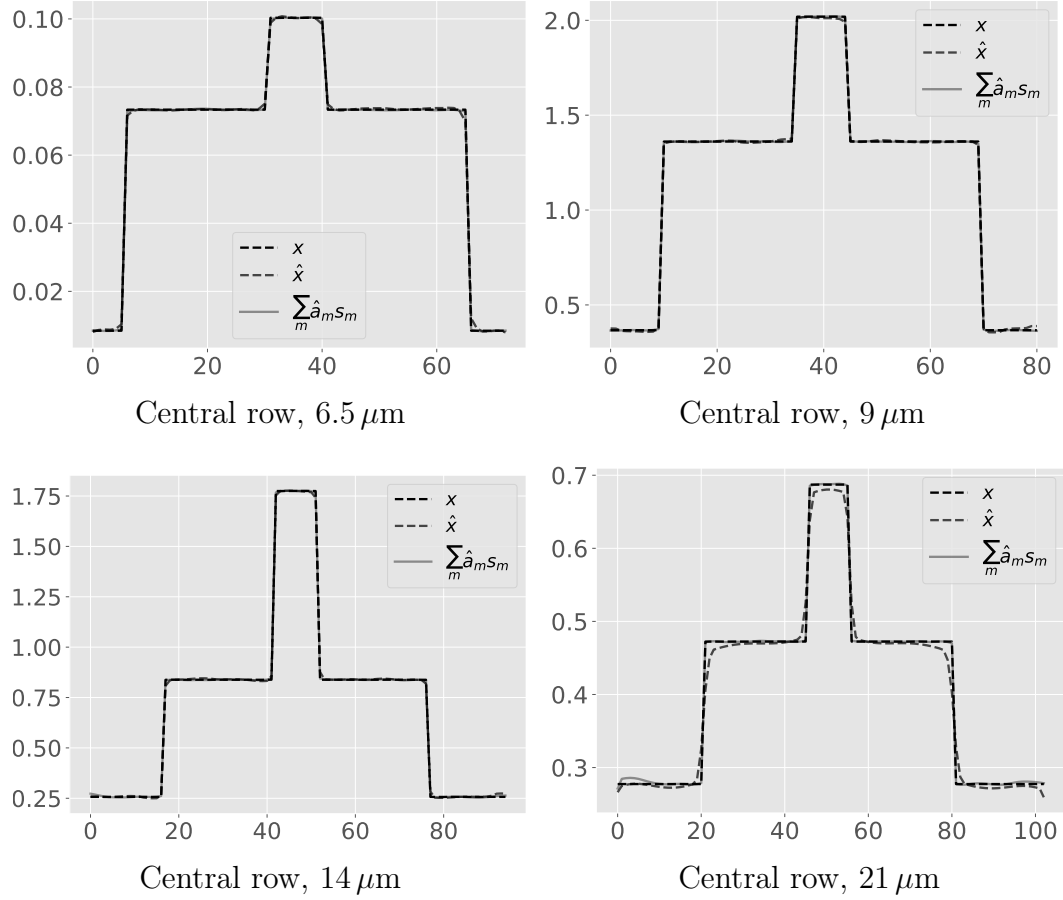 0.10
0.08
0.06
0.04
0.02
0 20 40 60
x
x̂
∑ₘ âₘsₘ
Central row, 6.5 μm
2.0
1.5
1.0
0.5
0 20 40 60 80
x
x̂
∑ₘ âₘsₘ
Central row, 9 μm
1.75
1.50
1.25
1.00
0.75
0.50
0.25
0 20 40 60 80
x
x̂
∑ₘ âₘsₘ
Central row, 14 μm
0.7
0.6
0.5
0.4
0.3
0 20 40 60 80 100
x
x̂
∑ₘ âₘsₘ
Central row, 21 μm